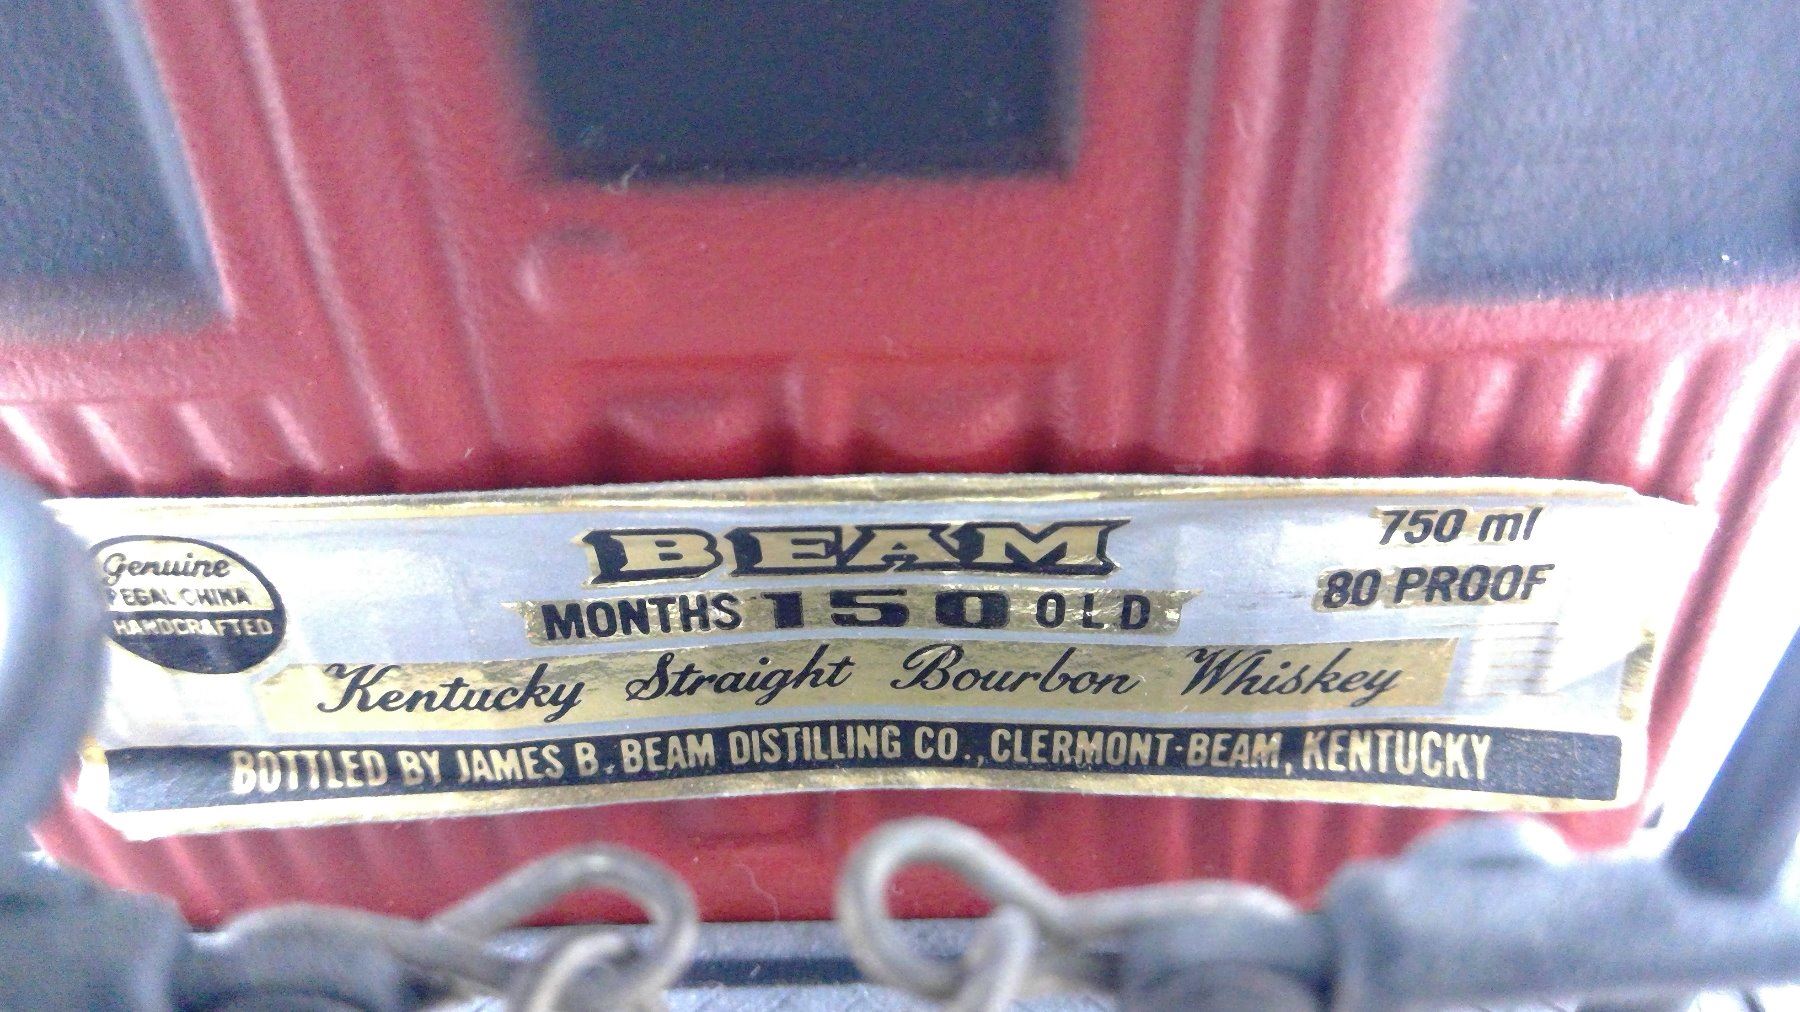 Genuine
REGAL CHINA
HANDCRAFTED
BEAM
MONTHS 150 OLD
750 ml
80 PROOF
Kentucky Straight Bourbon Whiskey
BOTTLED BY JAMES B. BEAM DISTILLING CO., CLERMONT-BEAM, KENTUCKY